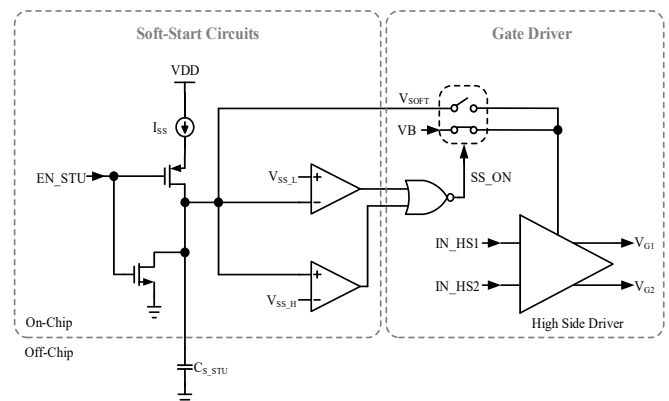 Soft-Start Circuits
Gate Driver
VDD
I_SS
V_SOFT
VB
EN_STU
V_SS_L
+
−
SS_ON
IN_HS1
V_G1
+
−
V_SS_H
IN_HS2
V_G2
On-Chip
High Side Driver
Off-Chip
C_S_STU